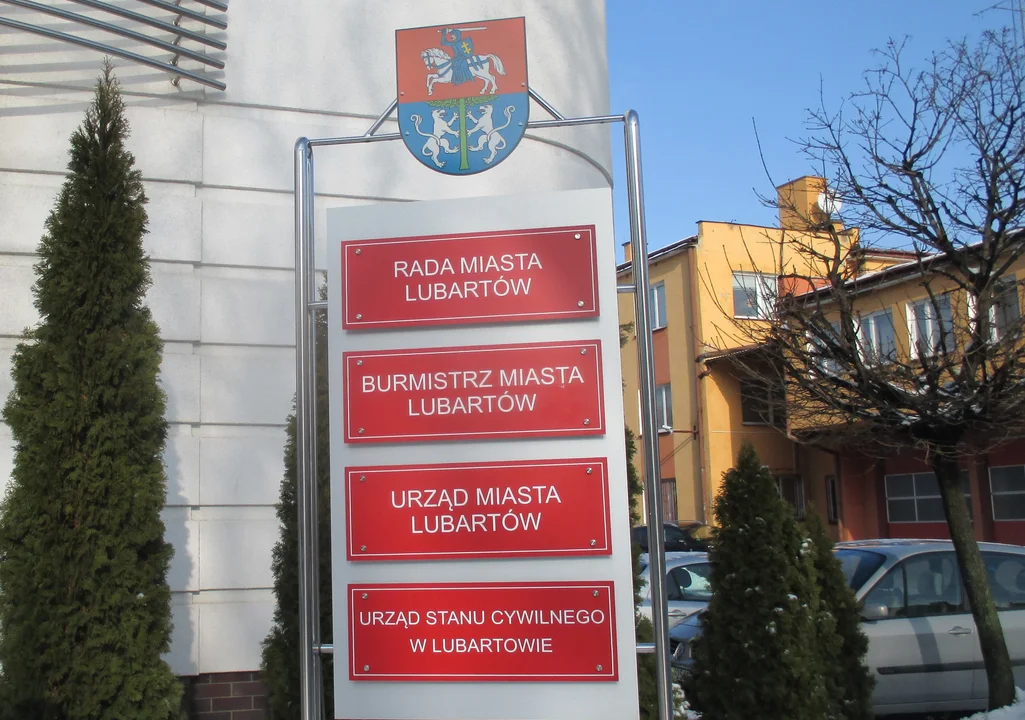 RADA MIASTA
LUBARTÓW
BURMISTRZ MIASTA
LUBARTÓW
URZĄD MIASTA
LUBARTÓW
URZĄD STANU CYWILNEGO
W LUBARTOWIE